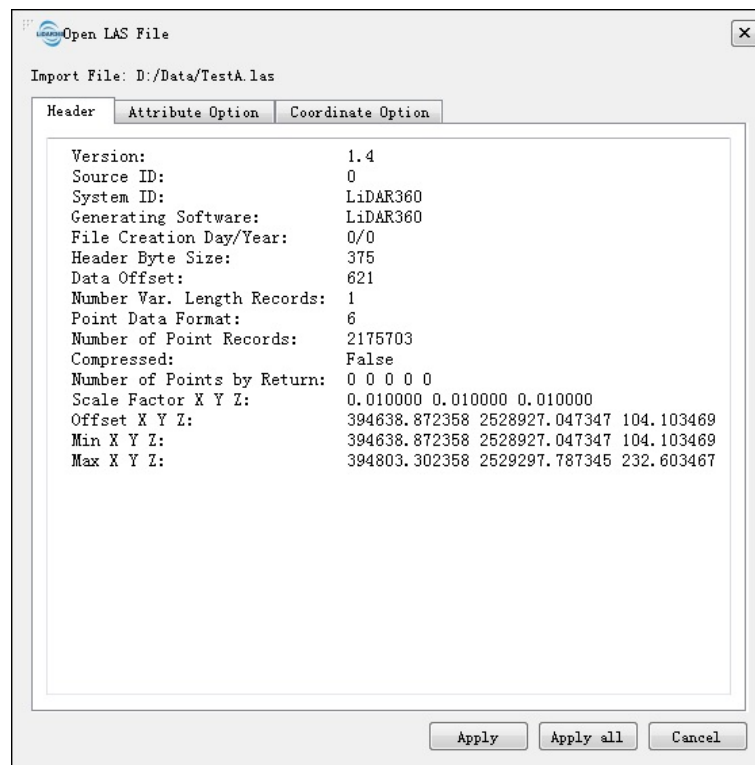 LiDAR360 Open LAS File
Import File: D:/Data/TestA.las
Header Attribute Option Coordinate Option
Version: 1.4
Source ID: 0
System ID: LiDAR360
Generating Software: LiDAR360
File Creation Day/Year: 0/0
Header Byte Size: 375
Data Offset: 621
Number Var. Length Records: 1
Point Data Format: 6
Number of Point Records: 2175703
Compressed: False
Number of Points by Return: 0 0 0 0 0
Scale Factor X Y Z: 0.010000 0.010000 0.010000
Offset X Y Z: 394638.872358 2528927.047347 104.103469
Min X Y Z: 394638.872358 2528927.047347 104.103469
Max X Y Z: 394803.302358 2529297.787345 232.603467
Apply Apply all Cancel